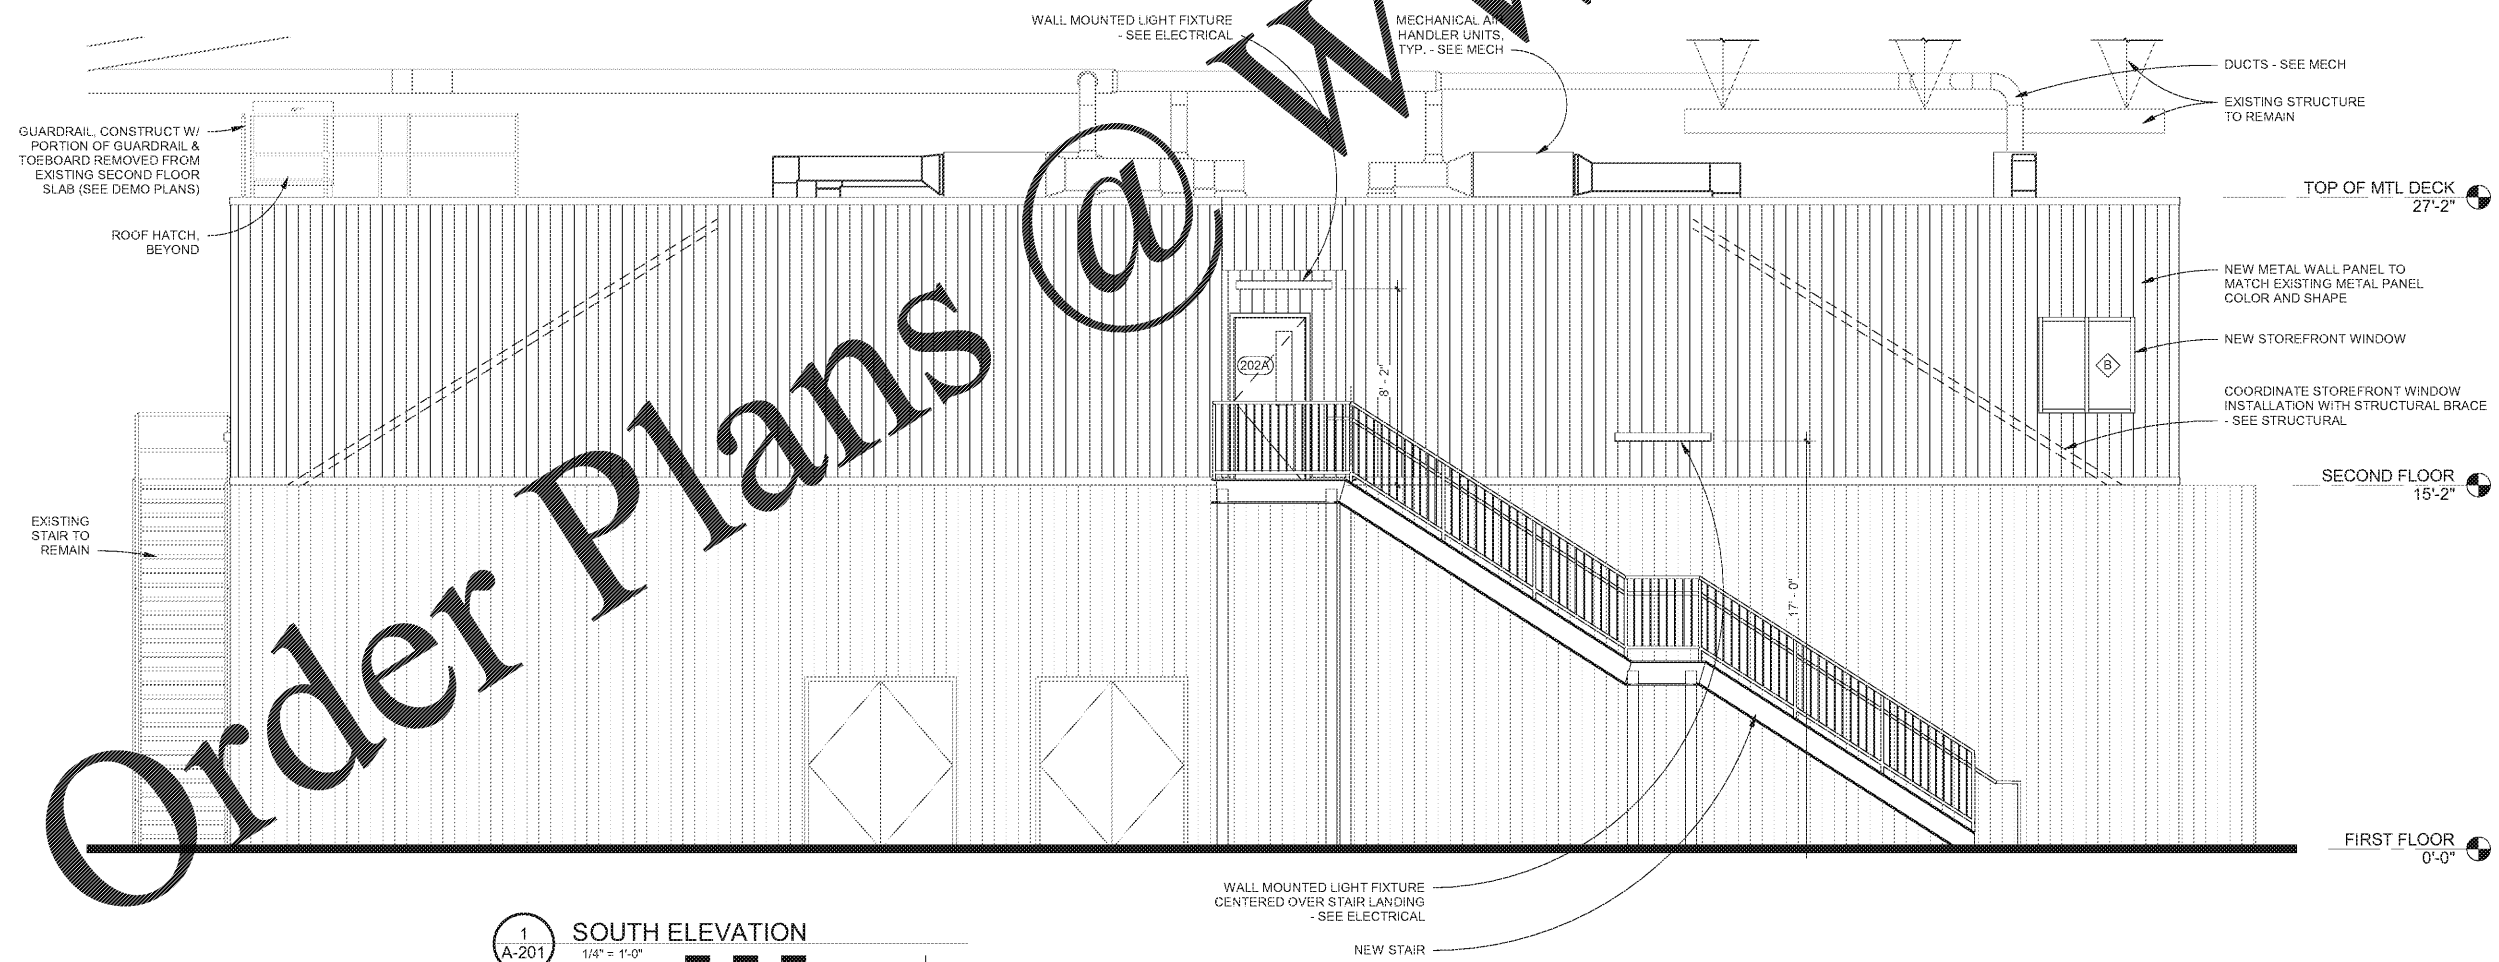 WALL MOUNTED LIGHT FIXTURE
- SEE ELECTRICAL
MECHANICAL AIR
HANDLER UNITS,
TYP. - SEE MECH
DUCTS - SEE MECH
EXISTING STRUCTURE
TO REMAIN
GUARDRAIL, CONSTRUCT W/
PORTION OF GUARDRAIL &
TOEBOARD REMOVED FROM
EXISTING SECOND FLOOR
SLAB (SEE DEMO PLANS)
ROOF HATCH,
BEYOND
TOP OF MTL DECK
27'-2"
NEW METAL WALL PANEL TO
MATCH EXISTING METAL PANEL
COLOR AND SHAPE
NEW STOREFRONT WINDOW
COORDINATE STOREFRONT WINDOW
INSTALLATION WITH STRUCTURAL BRACE
- SEE STRUCTURAL
202A
8' - 2"
B
SECOND FLOOR
15'-2"
EXISTING
STAIR TO
REMAIN
17' - 0"
Order Plans @
FIRST FLOOR
0'-0"
WALL MOUNTED LIGHT FIXTURE
CENTERED OVER STAIR LANDING
- SEE ELECTRICAL
NEW STAIR
1
A-201
SOUTH ELEVATION
1/4" = 1'-0"